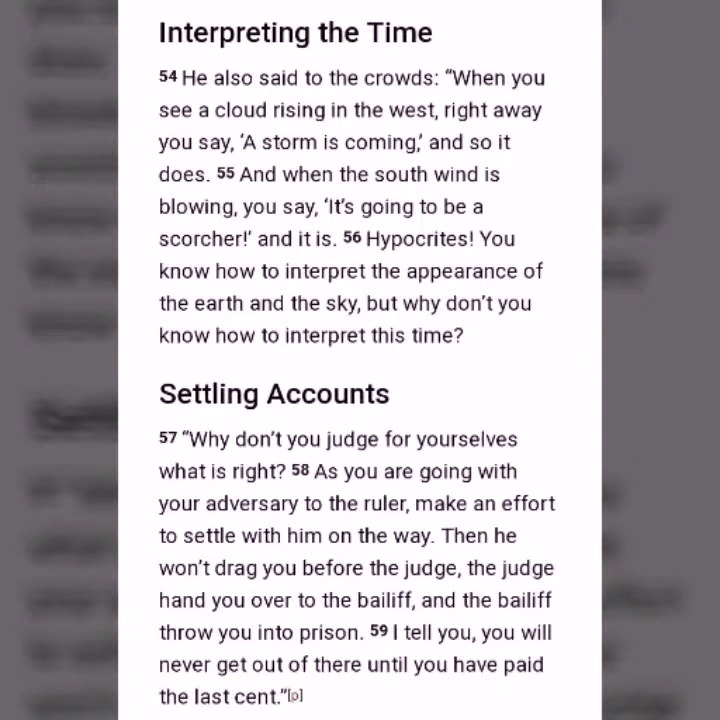 Interpreting the Time
54 He also said to the crowds: “When you
see a cloud rising in the west, right away
you say, ‘A storm is coming,’ and so it
does. 55 And when the south wind is
blowing, you say, ‘It’s going to be a
scorcher!’ and it is. 56 Hypocrites! You
know how to interpret the appearance of
the earth and the sky, but why don’t you
know how to interpret this time?
Settling Accounts
57 “Why don’t you judge for yourselves
what is right? 58 As you are going with
your adversary to the ruler, make an effort
to settle with him on the way. Then he
won’t drag you before the judge, the judge
hand you over to the bailiff, and the bailiff
throw you into prison. 59 I tell you, you will
never get out of there until you have paid
the last cent.”[p]